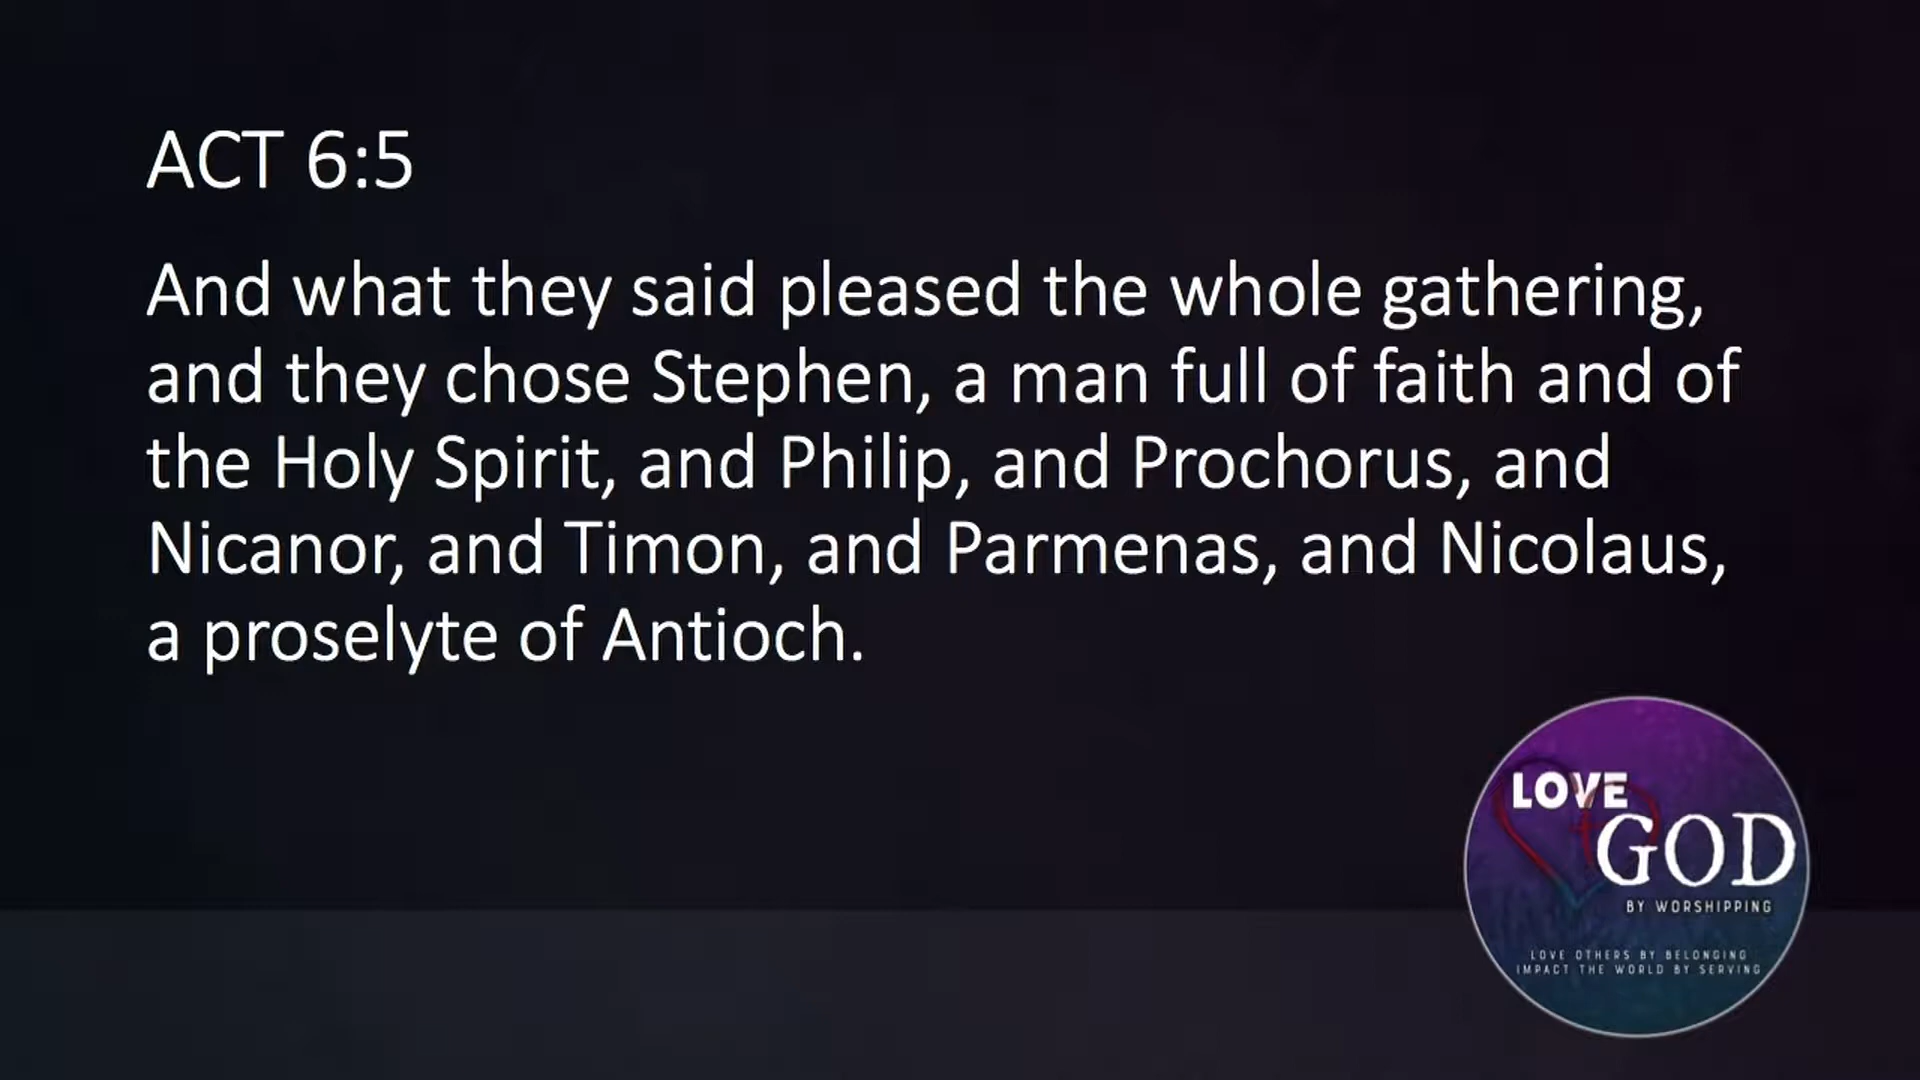 ACT 6:5
And what they said pleased the whole gathering,
and they chose Stephen, a man full of faith and of
the Holy Spirit, and Philip, and Prochorus, and
Nicanor, and Timon, and Parmenas, and Nicolaus,
a proselyte of Antioch.
LOVE
GOD
BY WORSHIPPING
LOVE OTHERS BY BELONGING
IMPACT THE WORLD BY SERVING